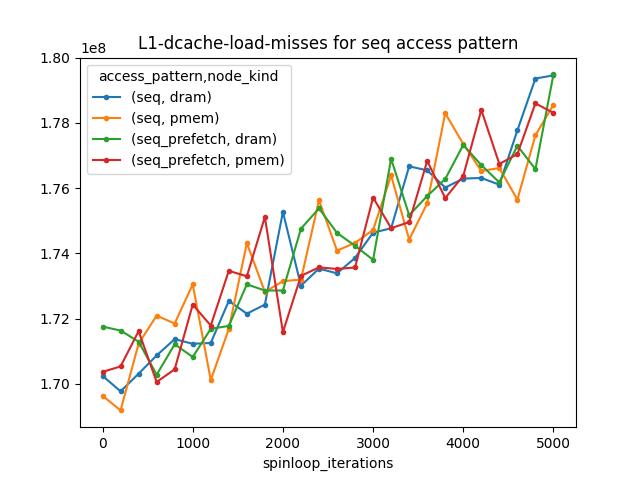 L1-dcache-load-misses for seq access pattern
1e8
access_pattern,node_kind
(seq, dram)
(seq, pmem)
(seq_prefetch, dram)
(seq_prefetch, pmem)
1.80
1.78
1.76
1.74
1.72
1.70
0 1000 2000 3000 4000 5000
spinloop_iterations